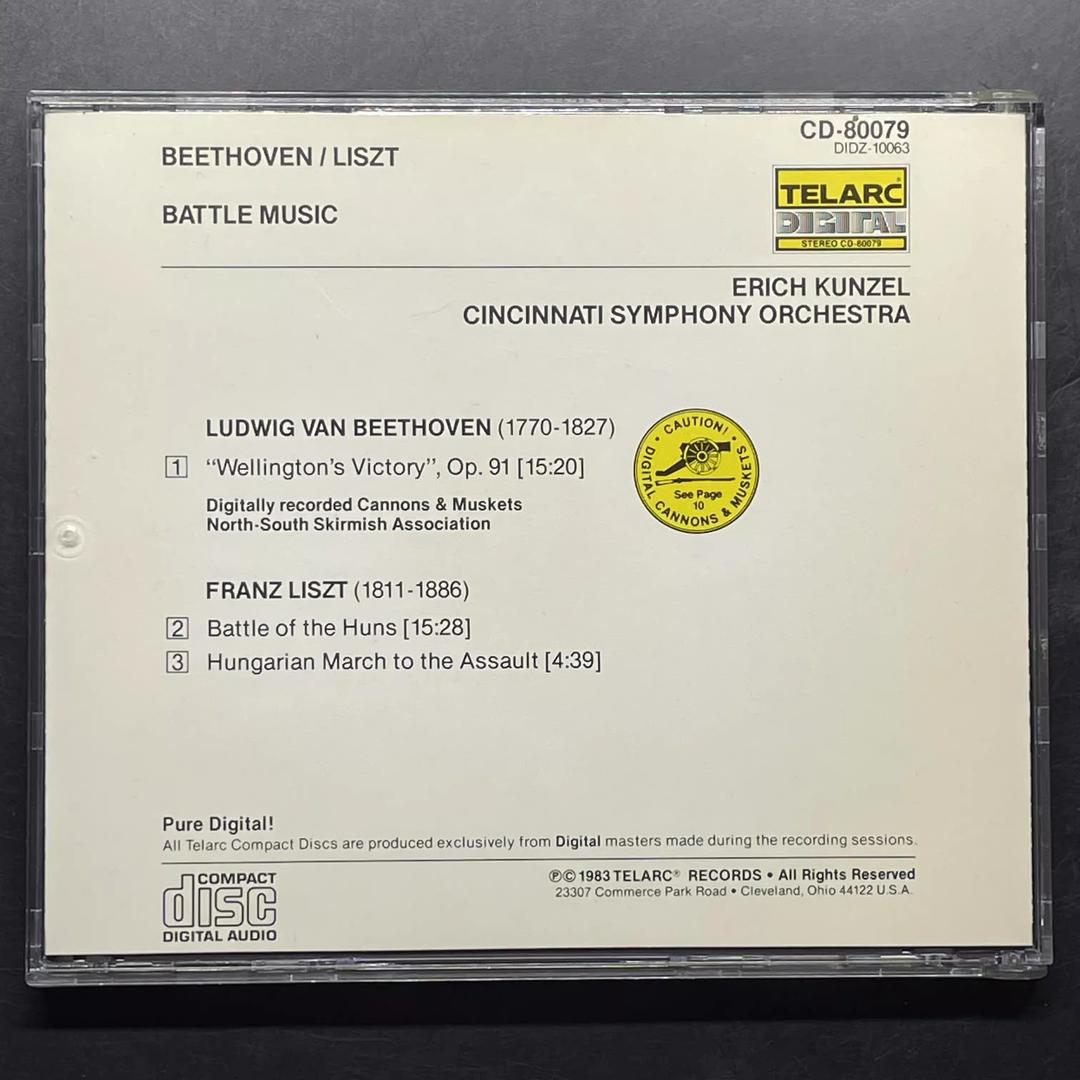 CD-80079
DIDZ-10063
BEETHOVEN / LISZT
TELARC®
DIGITAL
STEREO CD-80079
BATTLE MUSIC
ERICH KUNZEL
CINCINNATI SYMPHONY ORCHESTRA
LUDWIG VAN BEETHOVEN (1770-1827)
1 “Wellington's Victory”, Op. 91 [15:20]
Digitally recorded Cannons & Muskets
North-South Skirmish Association
• CAUTION! •
DIGITAL CANNONS & MUSKETS
See Page
10
FRANZ LISZT (1811-1886)
2 Battle of the Huns [15:28]
3 Hungarian March to the Assault [4:39]
Pure Digital!
All Telarc Compact Discs are produced exclusively from Digital masters made during the recording sessions.
COMPACT
disc
DIGITAL AUDIO
℗© 1983 TELARC® RECORDS • All Rights Reserved
23307 Commerce Park Road • Cleveland, Ohio 44122 U.S.A.